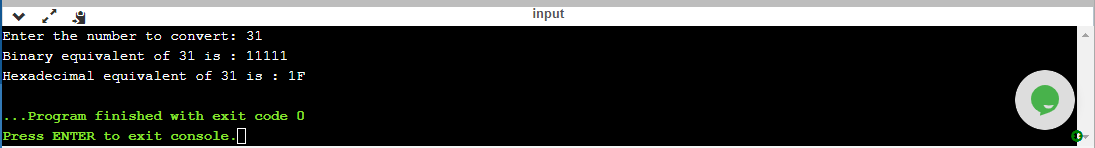 input
Enter the number to convert: 31
Binary equivalent of 31 is : 11111
Hexadecimal equivalent of 31 is : 1F
...Program finished with exit code 0
Press ENTER to exit console.